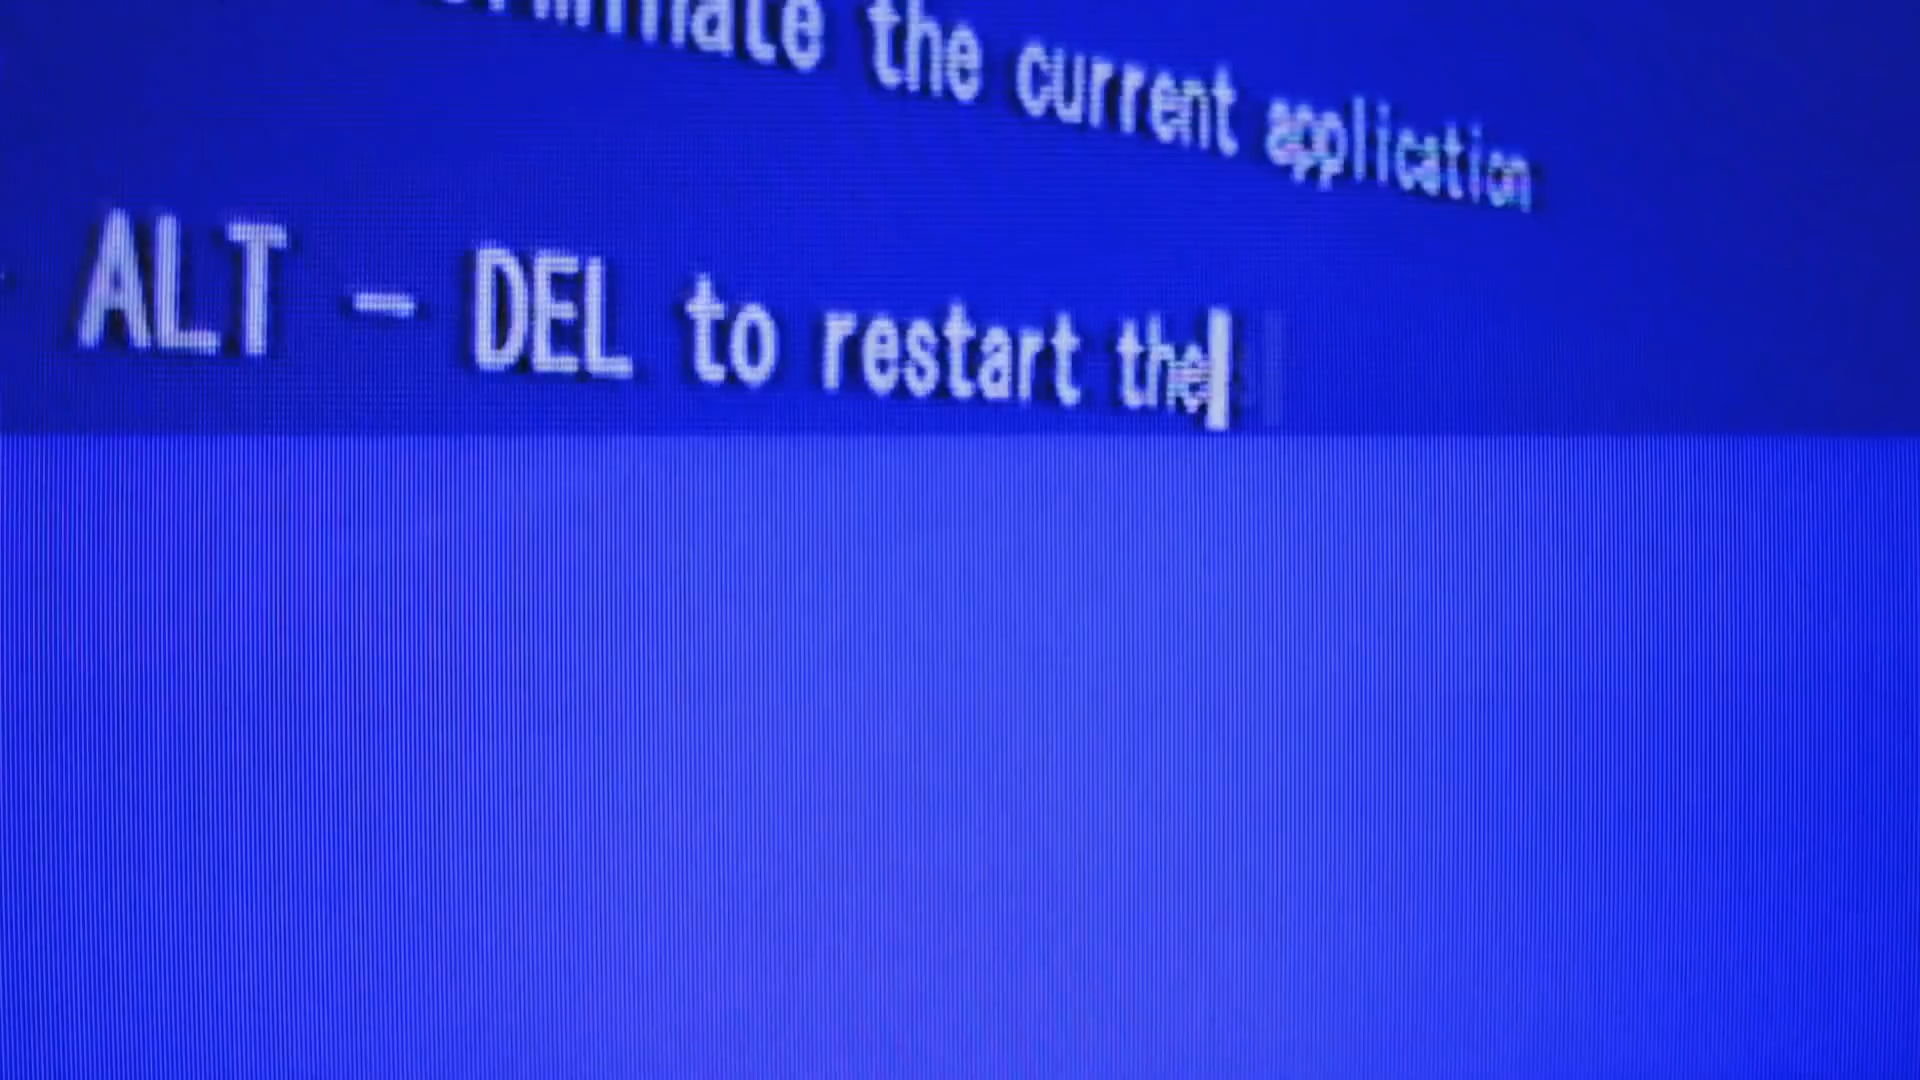 the current application
ALT - DEL to restart the